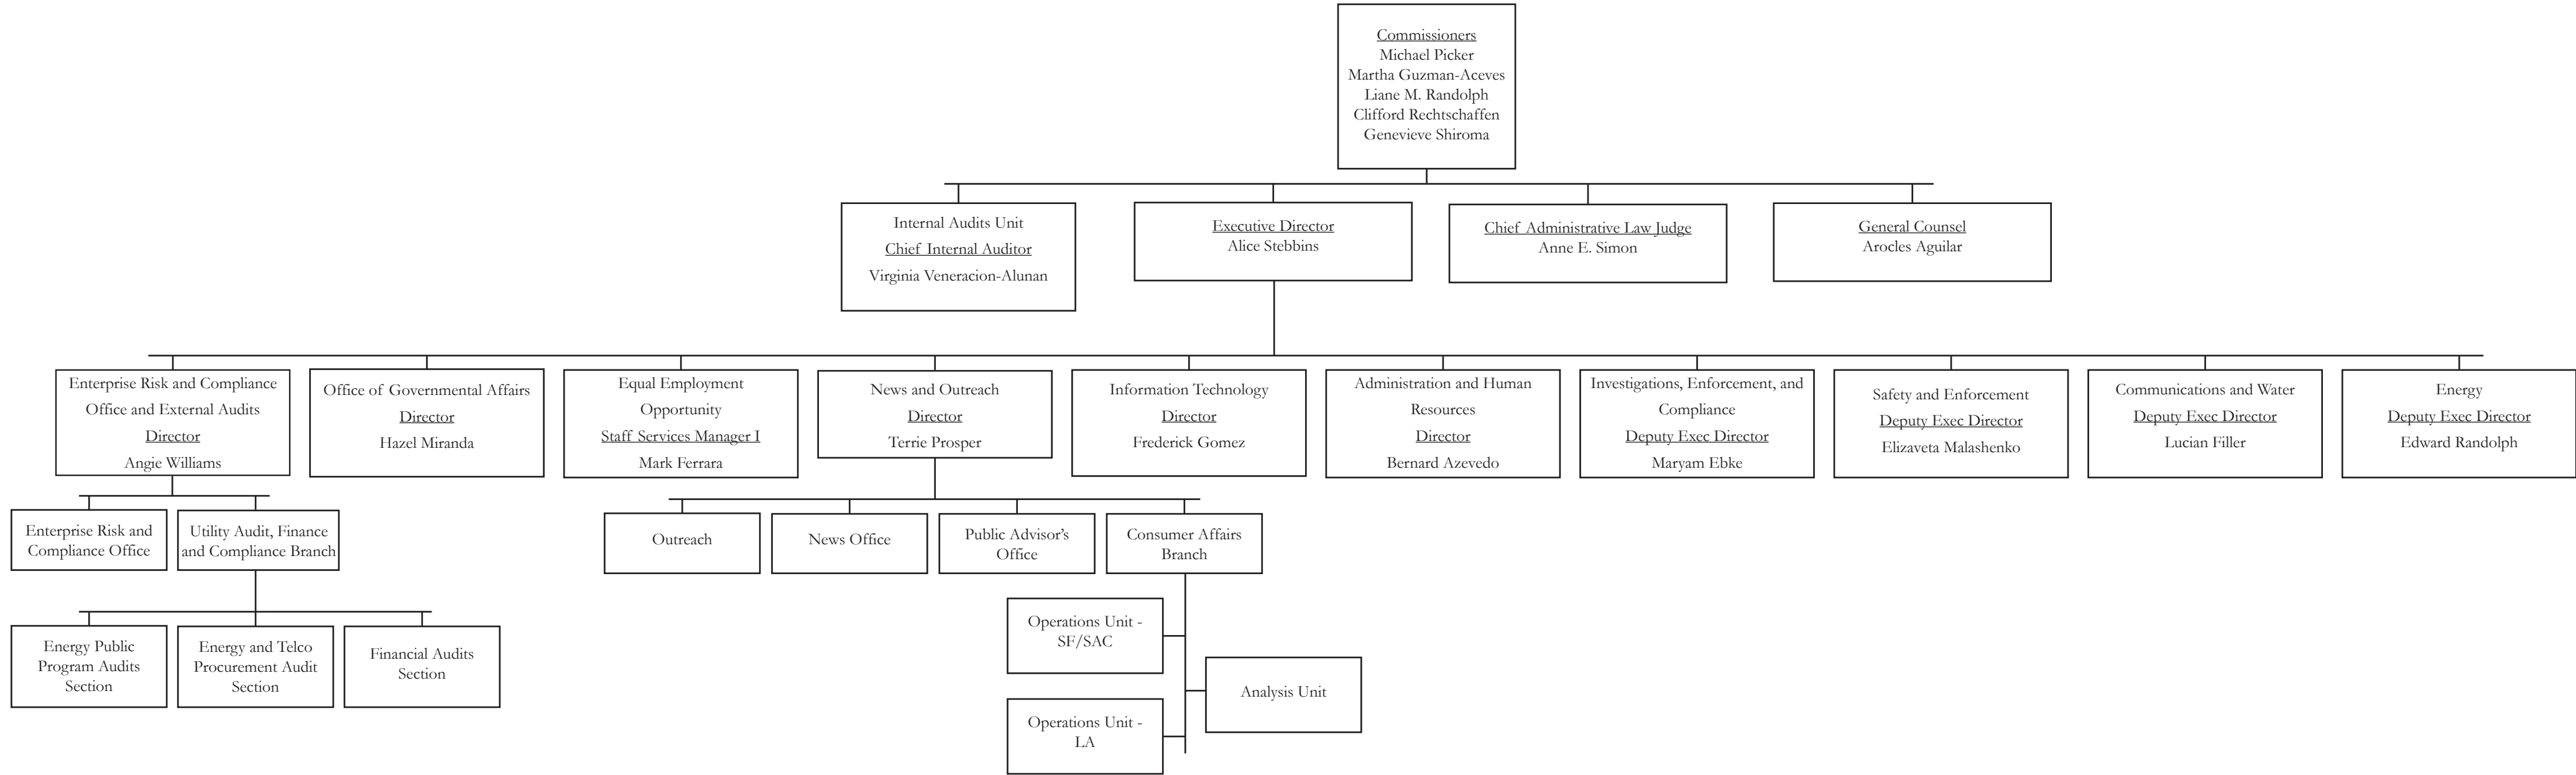 Commissioners
Michael Picker
Martha Guzman-Aceves
Liane M. Randolph
Clifford Rechtschaffen
Genevieve Shiroma
Internal Audits Unit
Chief Internal Auditor
Virginia Veneracion-Alunan
Executive Director
Alice Stebbins
Chief Administrative Law Judge
Anne E. Simon
General Counsel
Arocles Aguilar
Enterprise Risk and Compliance
Office and External Audits
Director
Angie Williams
Office of Governmental Affairs
Director
Hazel Miranda
Equal Employment
Opportunity
Staff Services Manager I
Mark Ferrara
News and Outreach
Director
Terrie Prosper
Information Technology
Director
Frederick Gomez
Administration and Human
Resources
Director
Bernard Azevedo
Investigations, Enforcement, and
Compliance
Deputy Exec Director
Maryam Ebke
Safety and Enforcement
Deputy Exec Director
Elizaveta Malashenko
Communications and Water
Deputy Exec Director
Lucian Filler
Energy
Deputy Exec Director
Edward Randolph
Enterprise Risk and
Compliance Office
Utility Audit, Finance
and Compliance Branch
Outreach
News Office
Public Advisor's
Office
Consumer Affairs
Branch
Energy Public
Program Audits
Section
Energy and Telco
Procurement Audit
Section
Financial Audits
Section
Operations Unit -
SF/SAC
Analysis Unit
Operations Unit -
LA